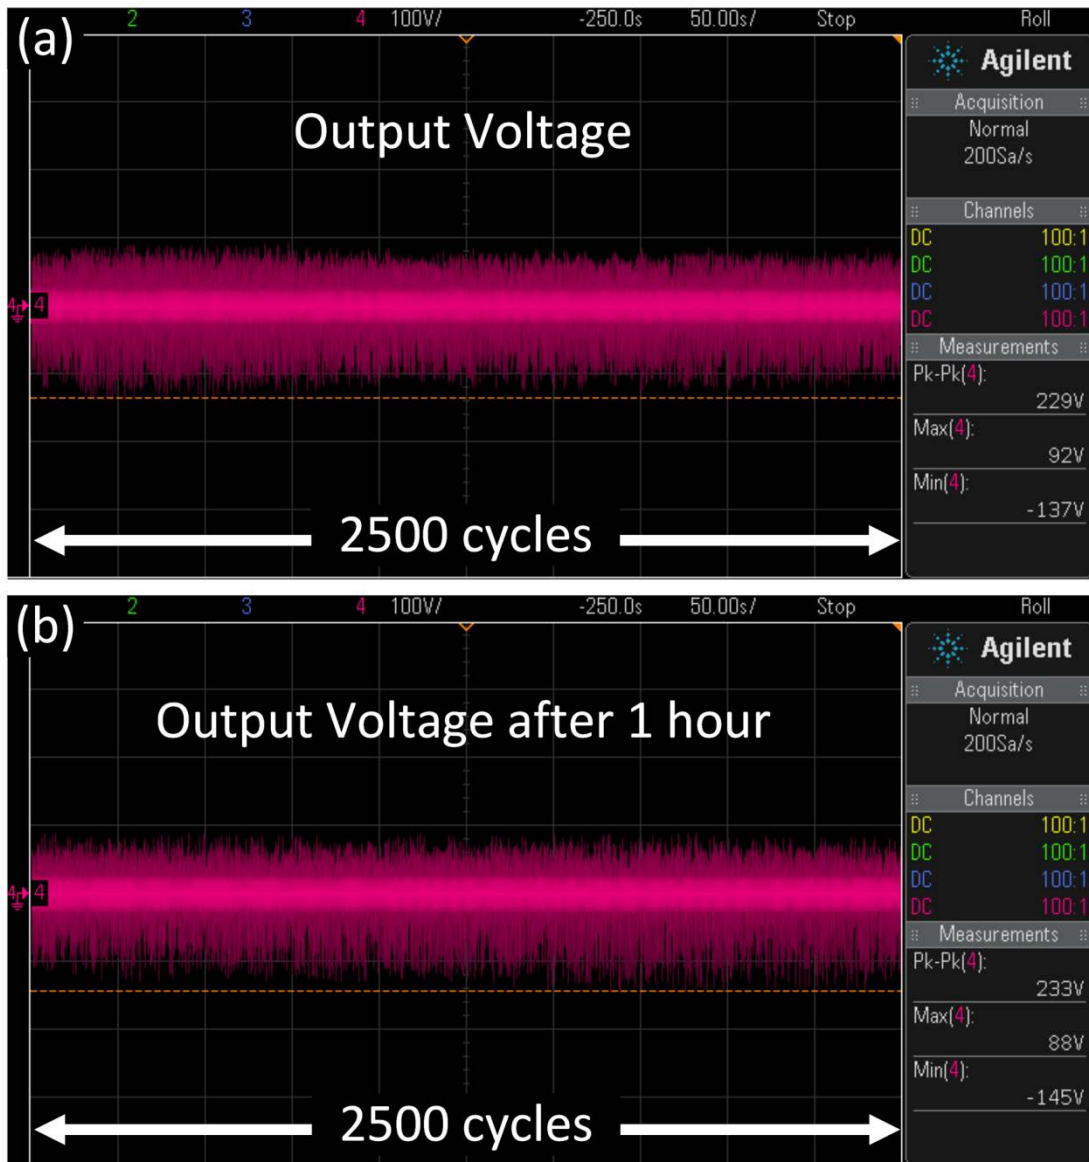 (a)
2 3 4 100V/ -250.0s 50.00s/ Stop Roll
Agilent
Output Voltage
Acquisition
Normal
200Sa/s
Channels
DC 100:1
DC 100:1
DC 100:1
DC 100:1
4 4
Measurements
Pk-Pk(4):
229V
Max(4):
92V
Min(4):
-137V
2500 cycles
(b)
2 3 4 100V/ -250.0s 50.00s/ Stop Roll
Agilent
Output Voltage after 1 hour
Acquisition
Normal
200Sa/s
Channels
DC 100:1
DC 100:1
DC 100:1
DC 100:1
4 4
Measurements
Pk-Pk(4):
233V
Max(4):
88V
Min(4):
-145V
2500 cycles